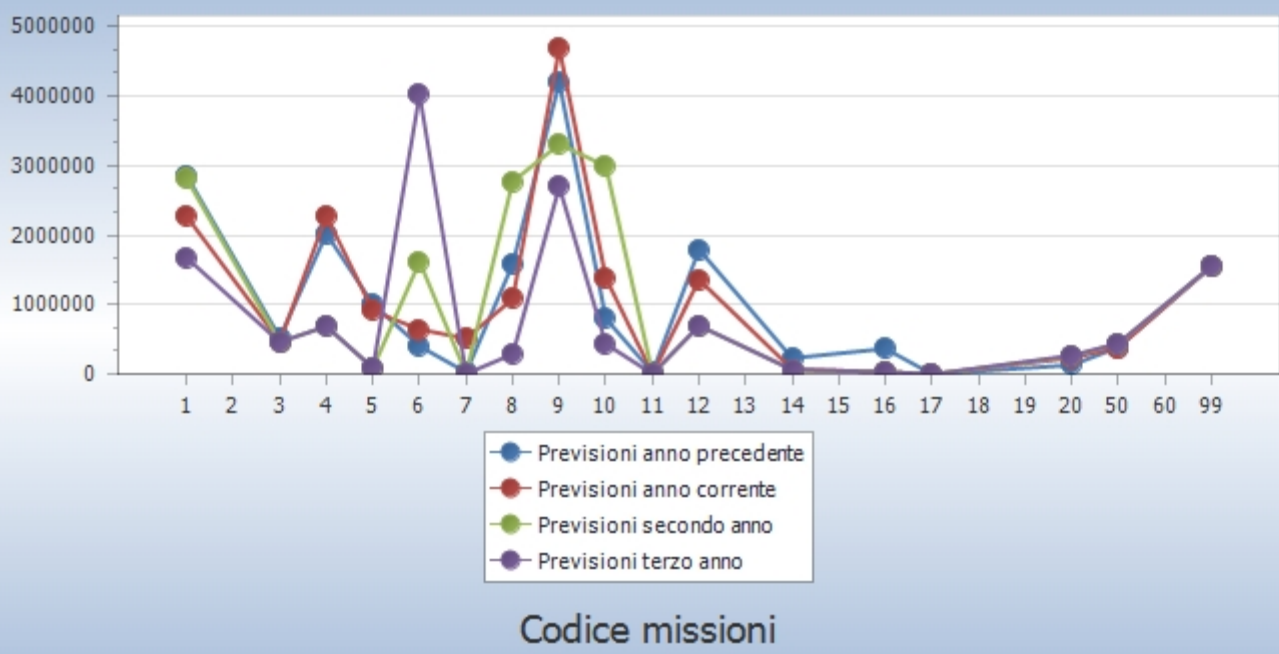 5000000
4000000
3000000
2000000
1000000
0
1 2 3 4 5 6 7 8 9 10 11 12 13 14 15 16 17 18 19 20 50 60 99
Previsioni anno precedente
Previsioni anno corrente
Previsioni secondo anno
Previsioni terzo anno
Codice missioni